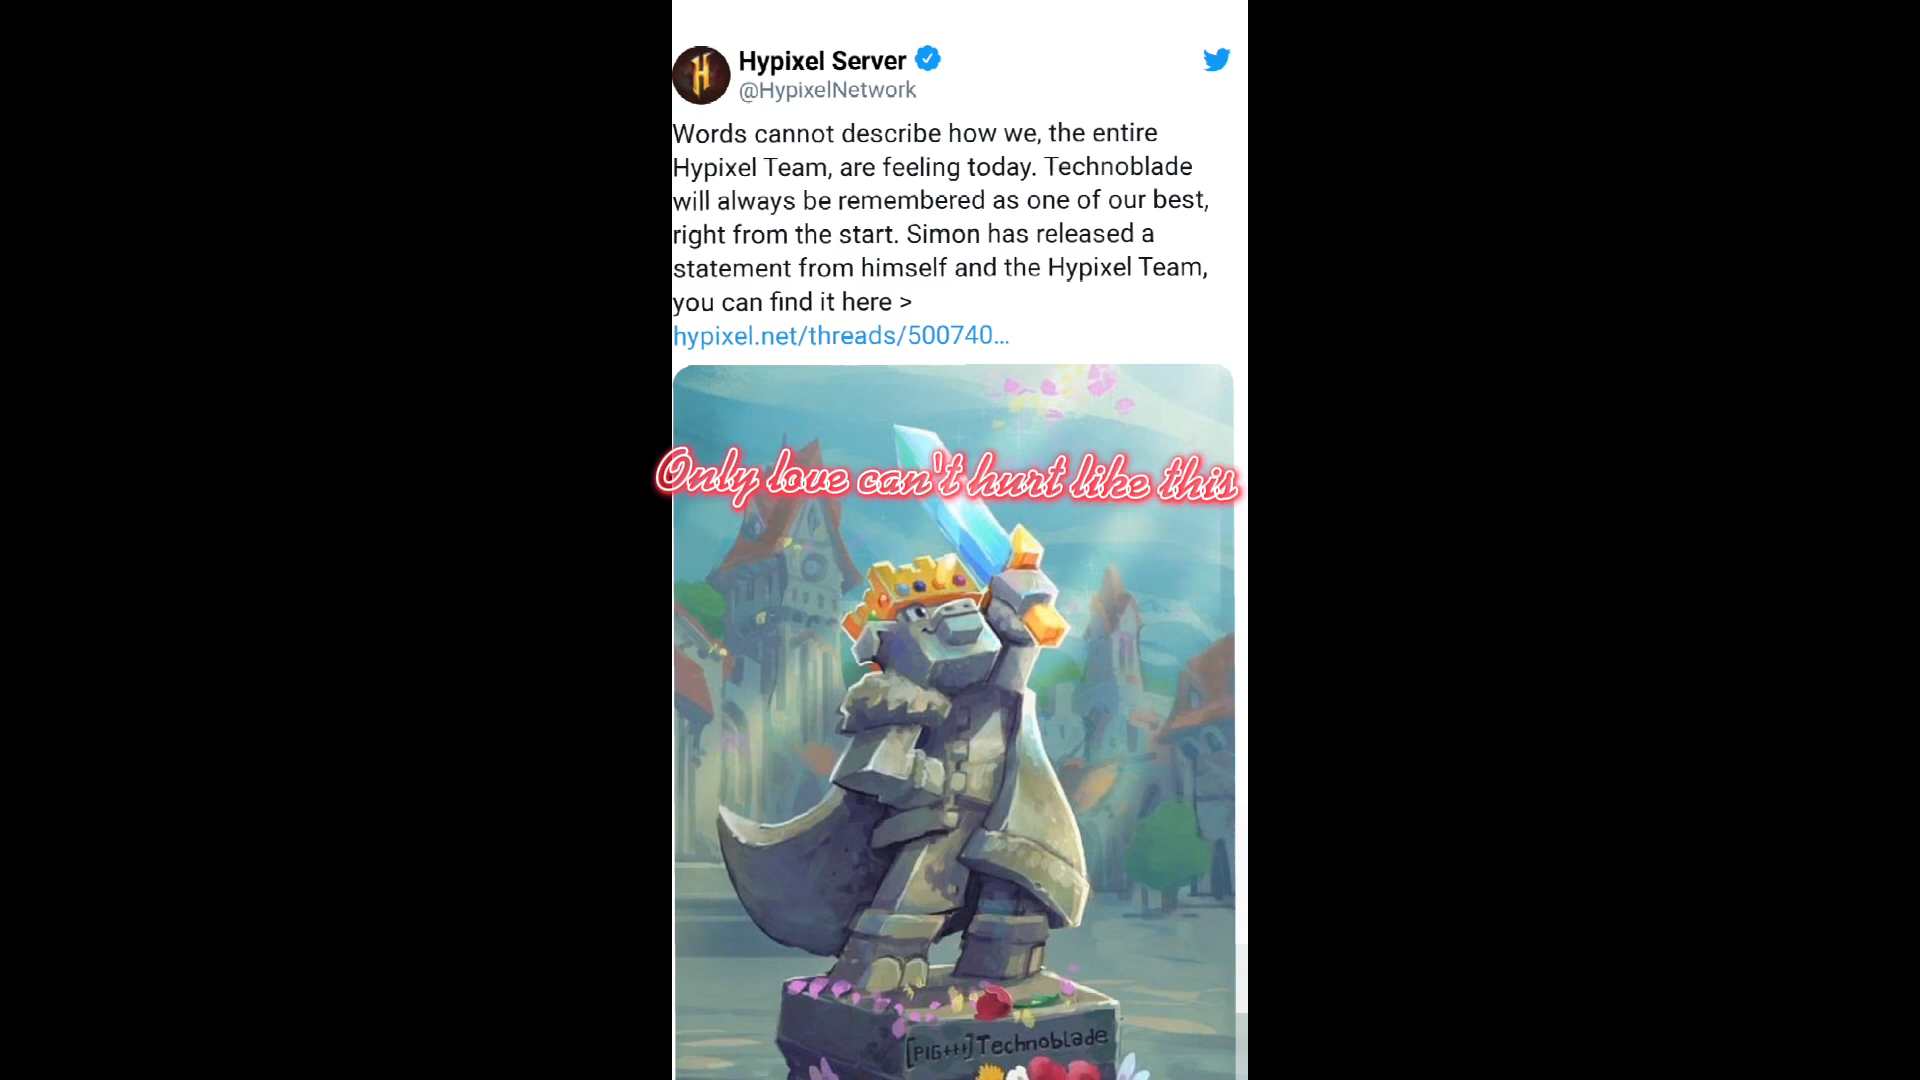 Hypixel Server
@HypixelNetwork
Words cannot describe how we, the entire
Hypixel Team, are feeling today. Technoblade
will always be remembered as one of our best,
right from the start. Simon has released a
statement from himself and the Hypixel Team,
you can find it here >
hypixel.net/threads/500740...
Only love can't hurt like this
[PIG+++] Technoblade